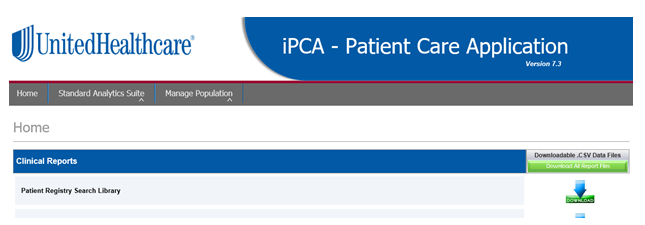 UnitedHealthcare®
iPCA - Patient Care Application
Version 7.3
Home Standard Analytics Suite Manage Population
Home
Clinical Reports
Downloadable .CSV Data Files
Download All Report Files
Patient Registry Search Library
DOWNLOAD